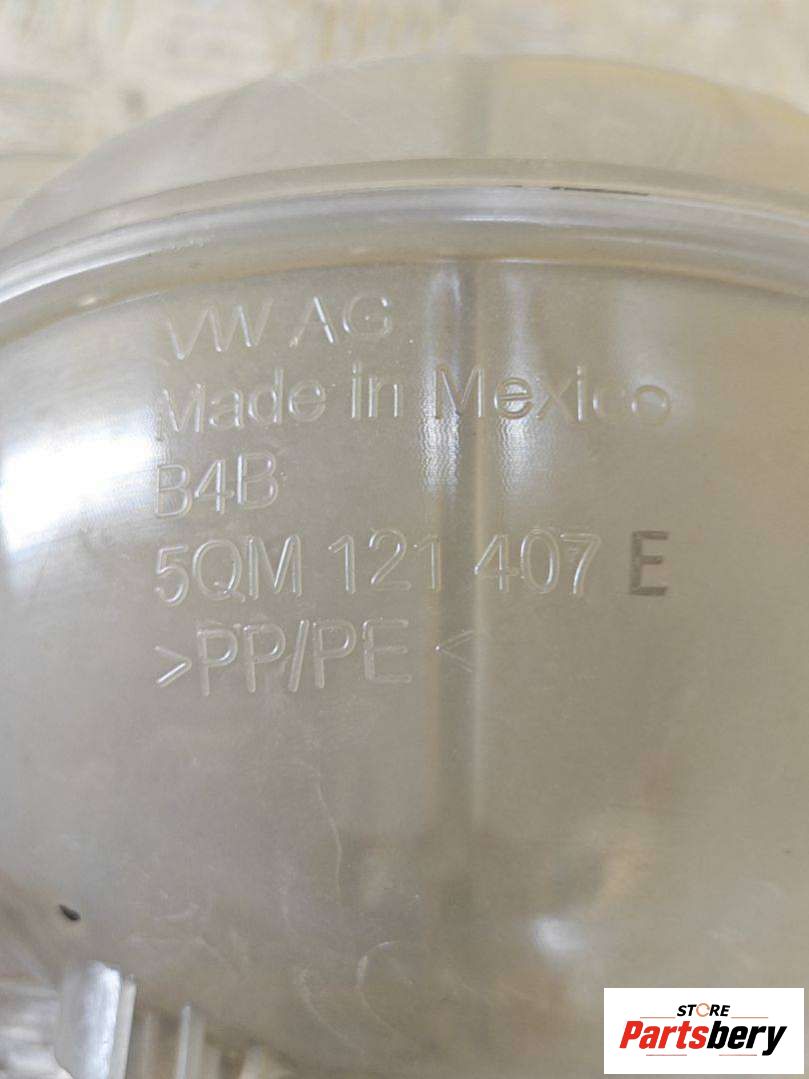 VW AG
Made in Mexico
B4B
5QM 121 407 E
>PP/PE<
STORE
Partsbery